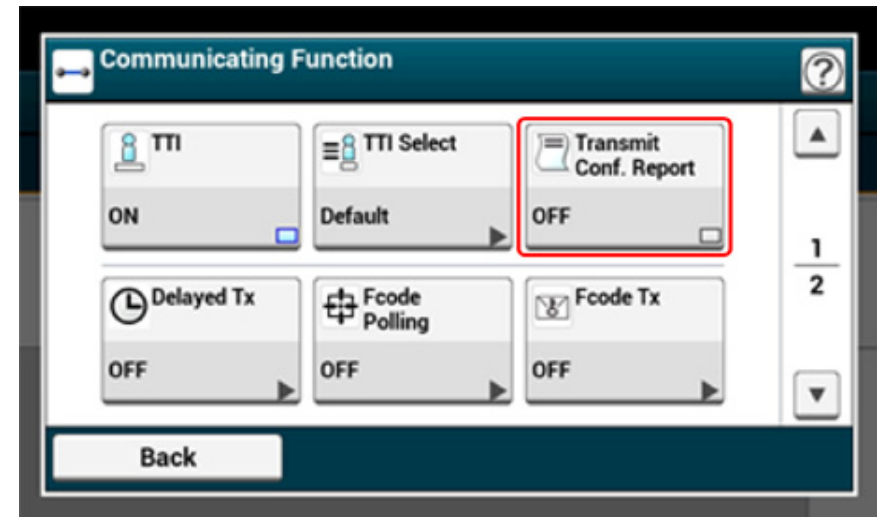 Communicating Function
?
TTI
ON
TTI Select
Default
Transmit
Conf. Report
OFF
1
2
Delayed Tx
OFF
Fcode
Polling
OFF
Fcode Tx
OFF
Back